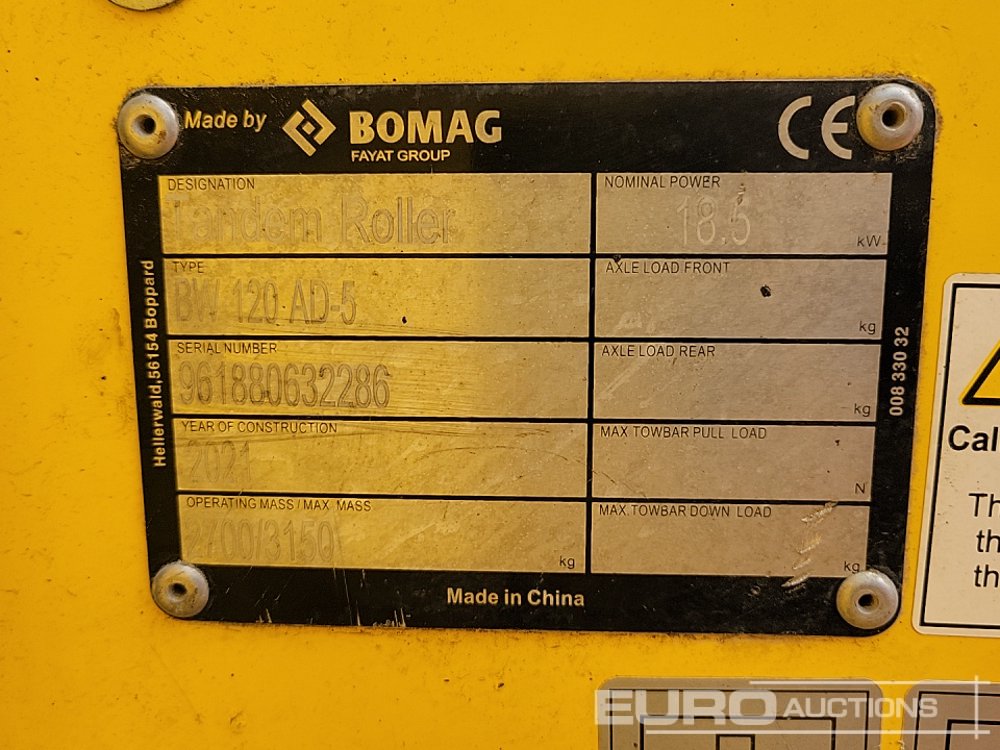 Made by BOMAG CE
FAYAT GROUP
DESIGNATION
Tandem Roller
NOMINAL POWER
18.5
kW
TYPE
BW 120 AD-5
AXLE LOAD FRONT
kg
SERIAL NUMBER
961880632286
AXLE LOAD REAR
kg
YEAR OF CONSTRUCTION
2021
MAX TOWBAR PULL LOAD
N
OPERATING MASS / MAX. MASS
2700/3150
kg
MAX. TOWBAR DOWN LOAD
kg
Made in China
Hellerwald, 56154 Boppard
008 330 32
Cal
Th
th
th
EURO AUCTIONS